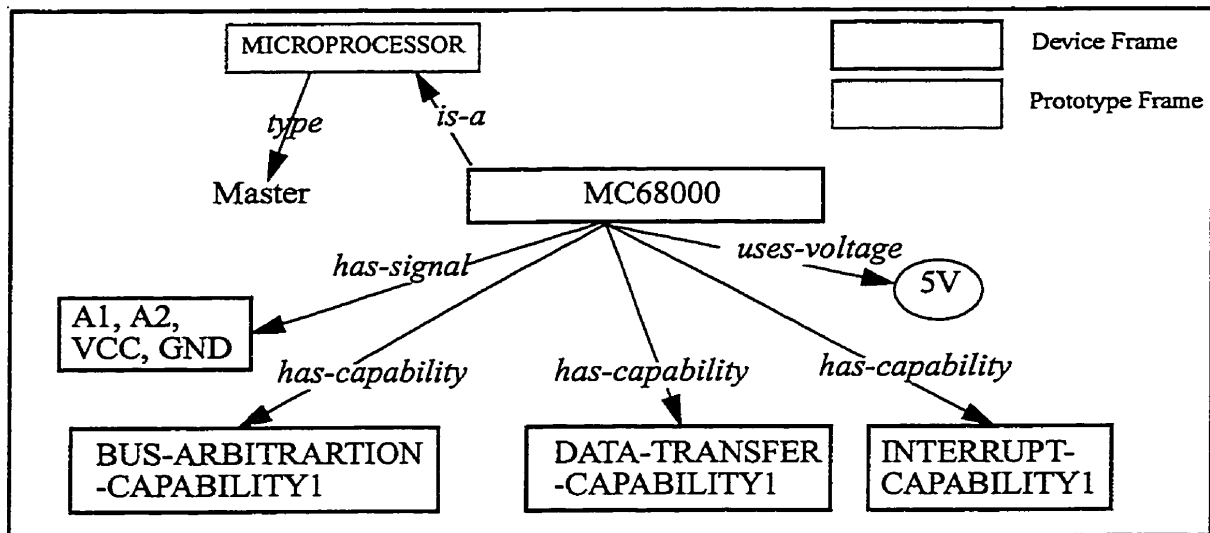 MICROPROCESSOR
Device Frame
Prototype Frame
type
is-a
Master
MC68000
has-signal
uses-voltage
5V
A1, A2,
VCC, GND
has-capability
has-capability
has-capability
BUS-ARBITRARTION
-CAPABILITY1
DATA-TRANSFER
-CAPABILITY1
INTERRUPT-
CAPABILITY1